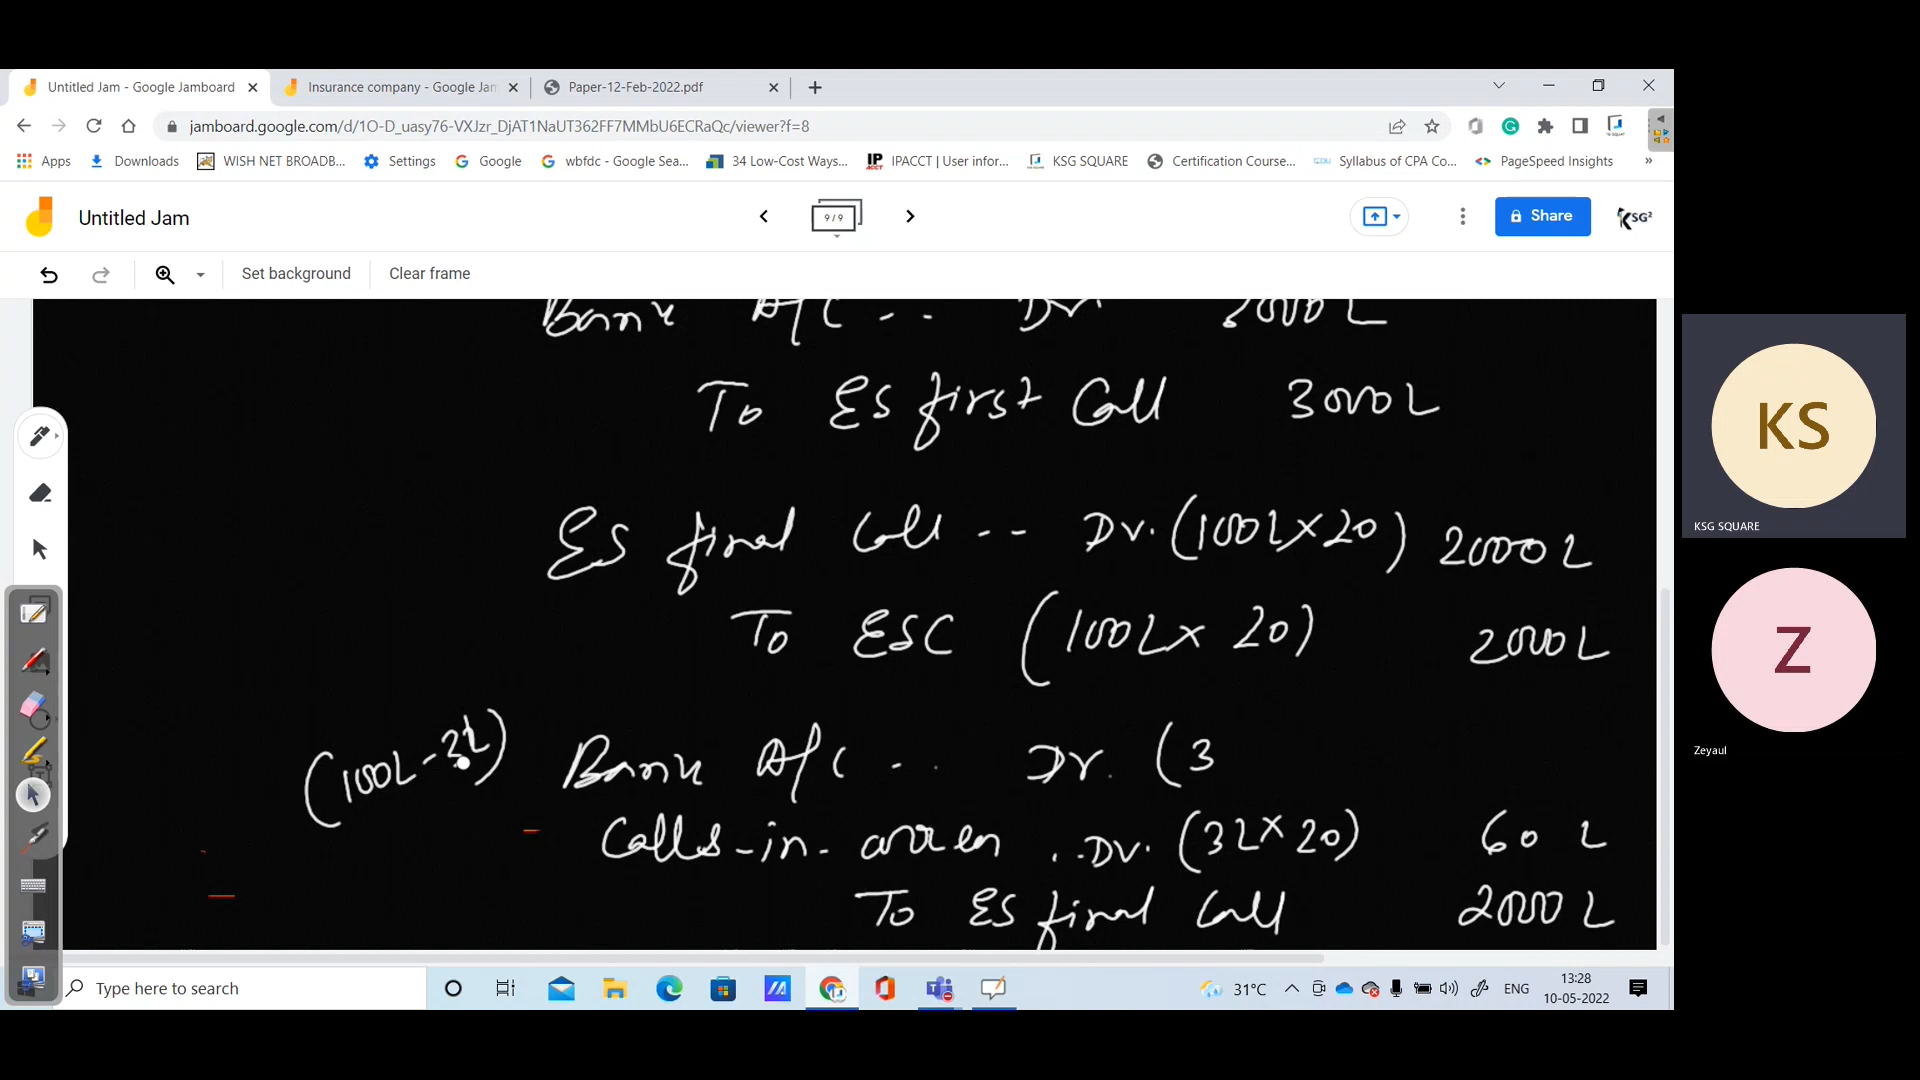 Untitled Jam - Google Jamboard
Insurance company - Google Jam
Paper-12-Feb-2022.pdf
jamboard.google.com/d/1O-D_uasy76-VXJzr_DjAT1NaUT362FF7MMbU6ECRaQc/viewer?f=8
Apps Downloads WISH NET BROADB... Settings Google wbfdc - Google Sea... 34 Low-Cost Ways... IPACCT | User infor... KSG SQUARE Certification Course... Syllabus of CPA Co... PageSpeed Insights »
Untitled Jam
9 / 9
Share
KSG²
Set background
Clear frame
Bank A/C -- Dr. 3000 L
To ES first Call 3000 L
ES final Call -- Dr. (100L×20) 2000 L
To ESC (100L× 20) 2000 L
(100L - 3L) Bank A/C .. Dr. (3
Calls-in-arrear ..Dr. (3L×20) 60 L
To ES final Call 2000 L
KS
KSG SQUARE
Z
Zeyaul
Type here to search
31°C
ENG
13:28
10-05-2022